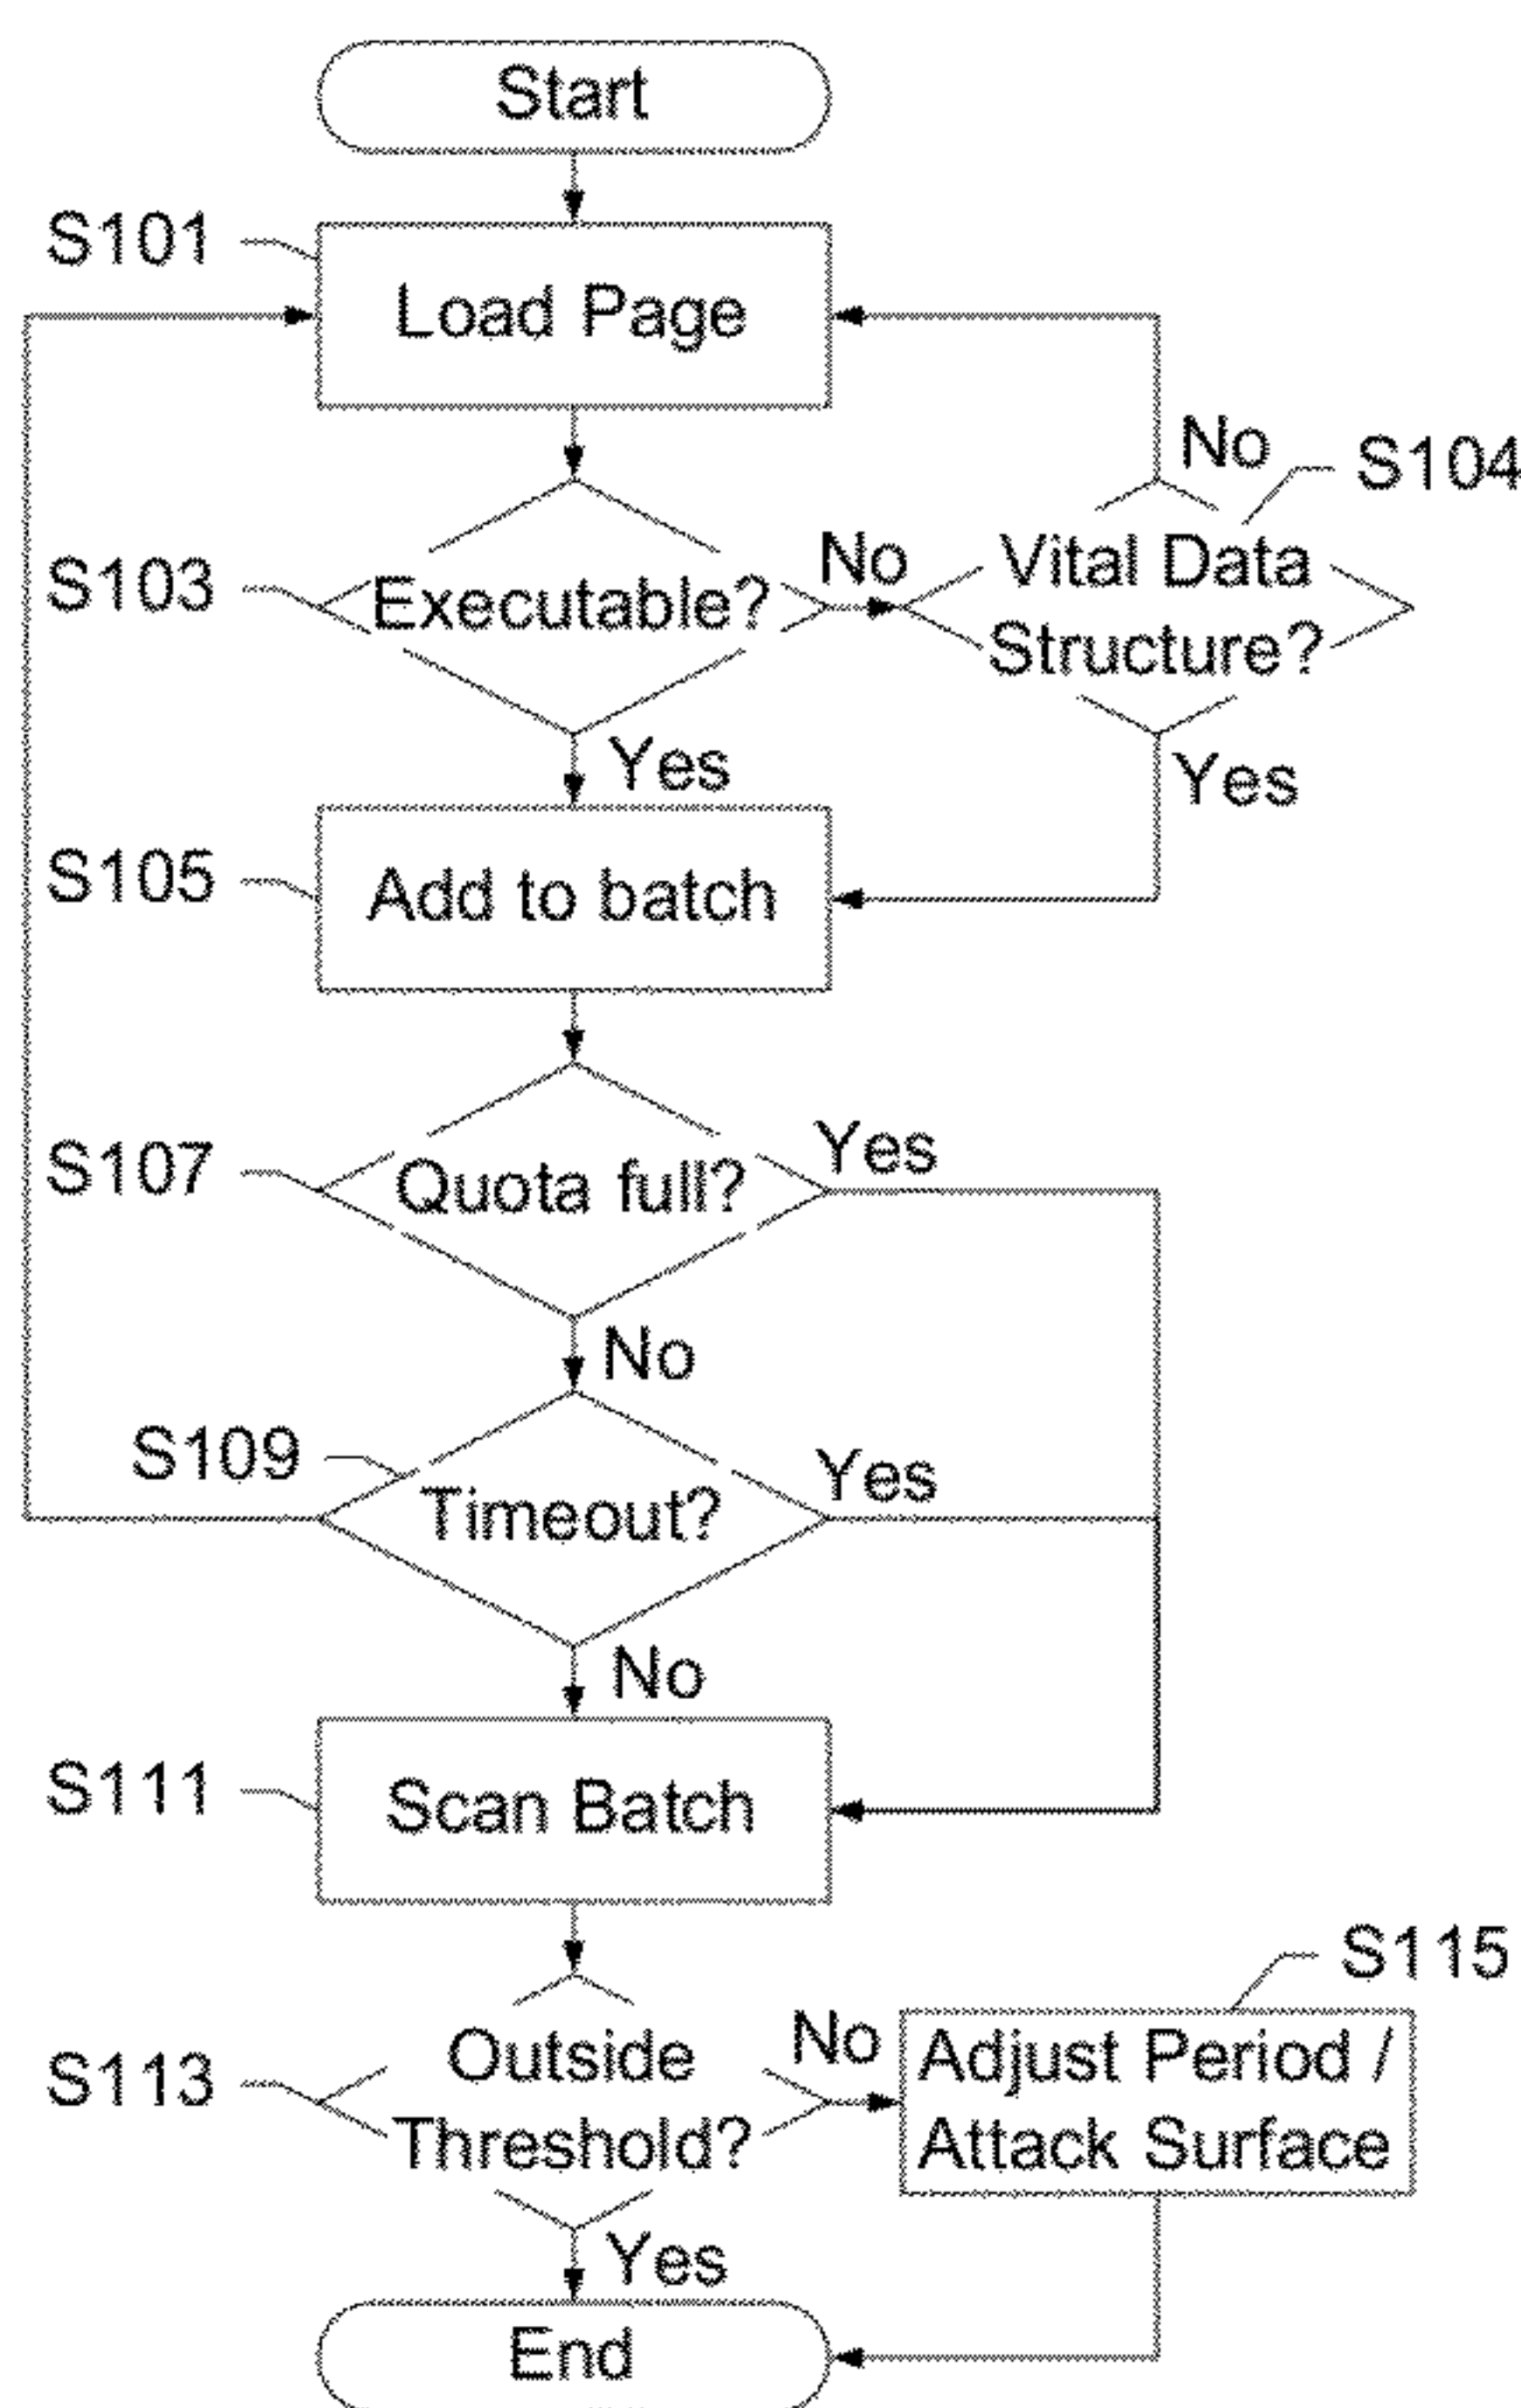 Start
S101
Load Page
No
S104
S103
Executable?
No
Vital Data
Structure?
Yes
Yes
S105
Add to batch
S107
Quota full?
Yes
No
S109
Timeout?
Yes
No
S111
Scan Batch
S115
S113
Outside
Threshold?
No
Adjust Period /
Attack Surface
Yes
End